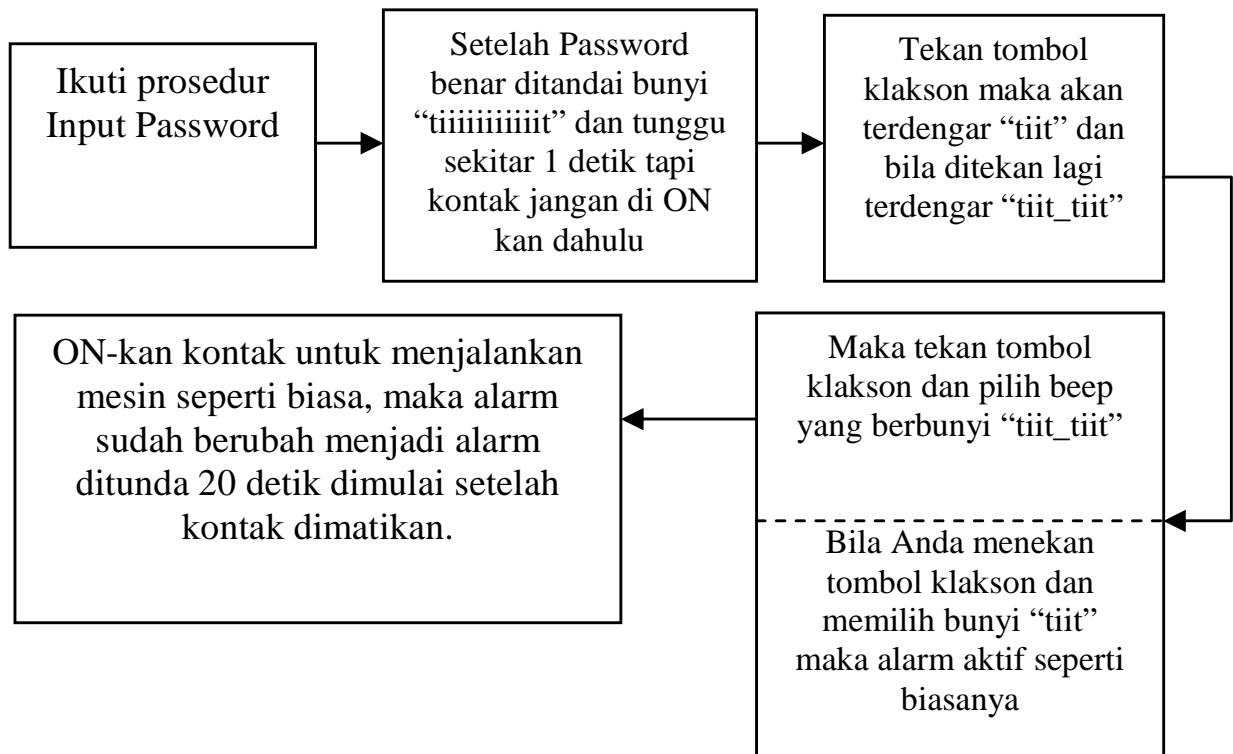 Ikuti prosedur
Input Password
Setelah Password
benar ditandai bunyi
“tiiiiiiiiiiit” dan tunggu
sekitar 1 detik tapi
kontak jangan di ON
kan dahulu
Tekan tombol
klakson maka akan
terdengar “tiit” dan
bila ditekan lagi
terdengar “tiit_tiit”
Maka tekan tombol
klakson dan pilih beep
yang berbunyi “tiit_tiit”
Bila Anda menekan
tombol klakson dan
memilih bunyi “tiit”
maka alarm aktif seperti
biasanya
ON-kan kontak untuk menjalankan
mesin seperti biasa, maka alarm
sudah berubah menjadi alarm
ditunda 20 detik dimulai setelah
kontak dimatikan.